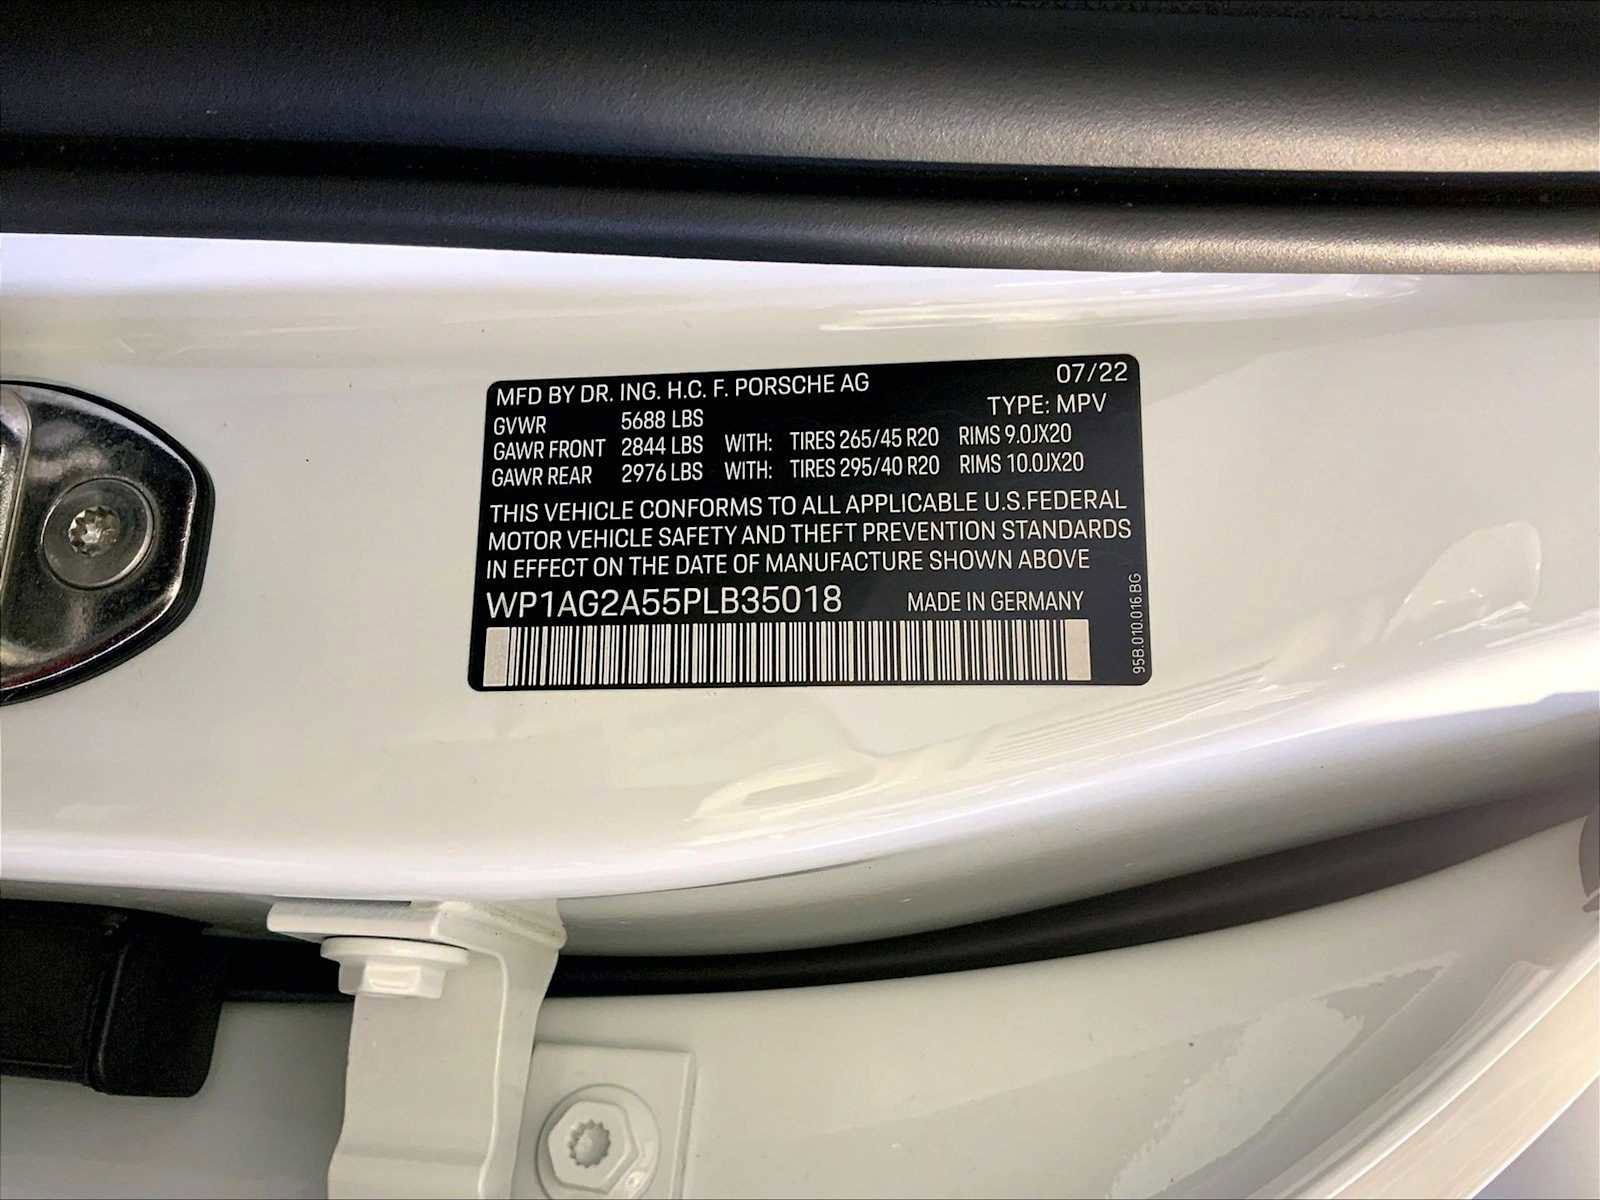 MFD BY DR. ING. H.C. F. PORSCHE AG 07/22
GVWR 5688 LBS TYPE: MPV
GAWR FRONT 2844 LBS WITH: TIRES 265/45 R20 RIMS 9.0JX20
GAWR REAR 2976 LBS WITH: TIRES 295/40 R20 RIMS 10.0JX20
THIS VEHICLE CONFORMS TO ALL APPLICABLE U.S.FEDERAL
MOTOR VEHICLE SAFETY AND THEFT PREVENTION STANDARDS
IN EFFECT ON THE DATE OF MANUFACTURE SHOWN ABOVE
WP1AG2A55PLB35018 MADE IN GERMANY
95B.010.016.BG